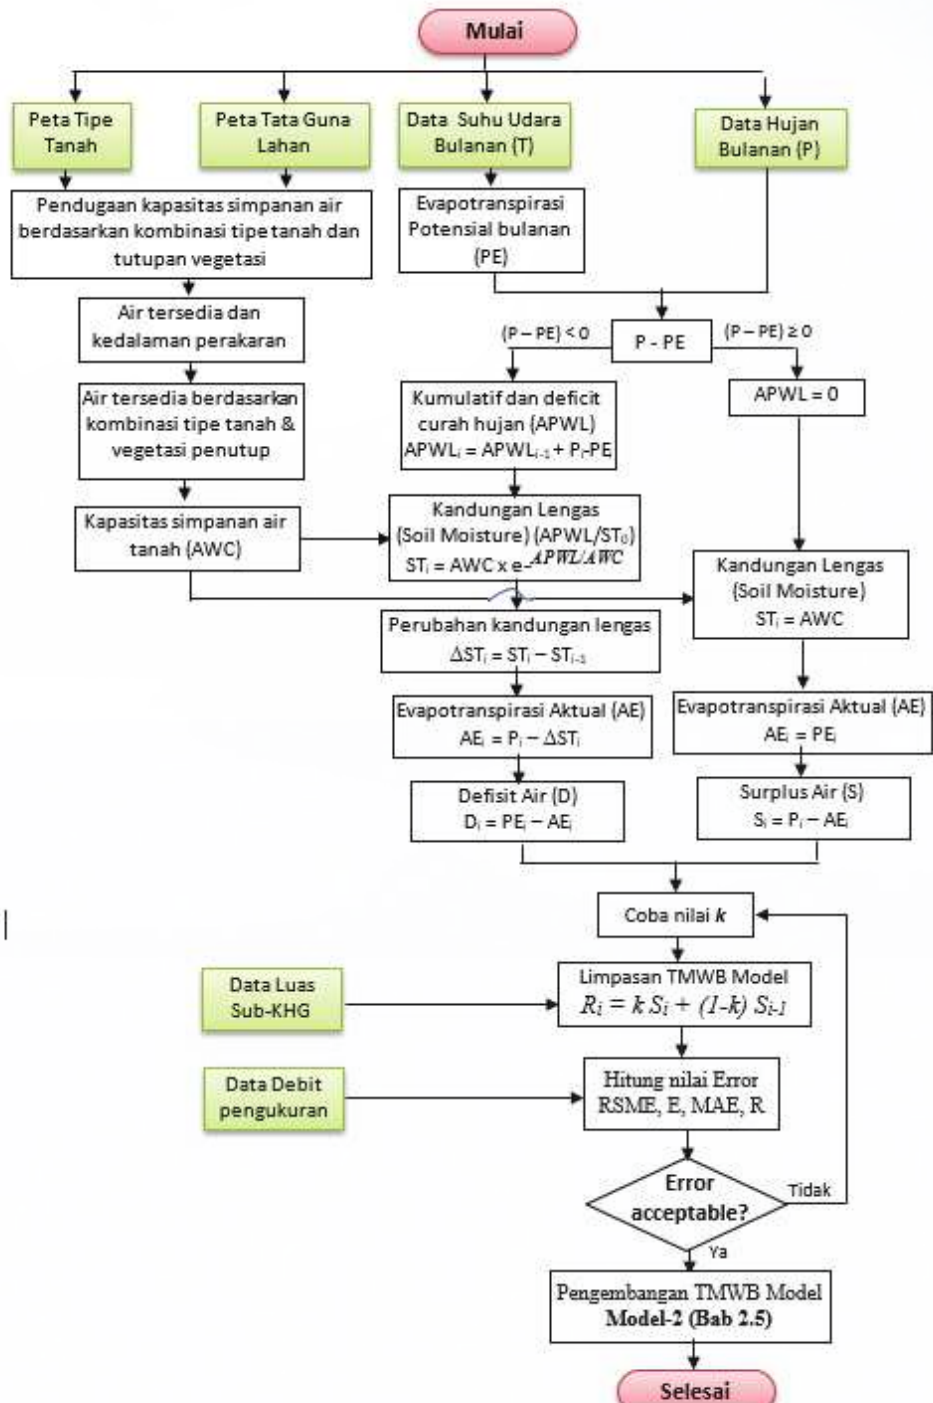 Mulai
Peta Tipe
Tanah
Peta Tata Guna
Lahan
Data Suhu Udara
Bulanan (T)
Data Hujan
Bulanan (P)
Pendugaan kapasitas simpanan air
berdasarkan kombinasi tipe tanah dan
tutupan vegetasi
Evapotranspirasi
Potensial bulanan
(PE)
Air tersedia dan
kedalaman perakaran
(P – PE) < 0
P - PE
(P – PE) ≥ 0
Air tersedia berdasarkan
kombinasi tipe tanah &
vegetasi penutup
Kumulatif dan deficit
curah hujan (APWL)
APWLᵢ = APWLᵢ₋₁ + Pᵢ-PEᵢ
APWL = 0
Kapasitas simpanan air
tanah (AWC)
Kandungan Lengas
(Soil Moisture) (APWL/ST₀)
STᵢ = AWC x e-APWL/AWC
Kandungan Lengas
(Soil Moisture)
STᵢ = AWC
Perubahan kandungan lengas
ΔSTᵢ = STᵢ – STᵢ₋₁
Evapotranspirasi Aktual (AE)
AEᵢ = Pᵢ – ΔSTᵢ
Evapotranspirasi Aktual (AE)
AEᵢ = PEᵢ
Defisit Air (D)
Dᵢ = PEᵢ – AEᵢ
Surplus Air (S)
Sᵢ = Pᵢ – AEᵢ
Coba nilai k
Data Luas
Sub-KHG
Limpasan TMWB Model
Rᵢ = k Sᵢ + (1-k) Sᵢ₋₁
Data Debit
pengukuran
Hitung nilai Error
RSME, E, MAE, R
Error
acceptable?
Tidak
Ya
Pengembangan TMWB Model
Model-2 (Bab 2.5)
Selesai